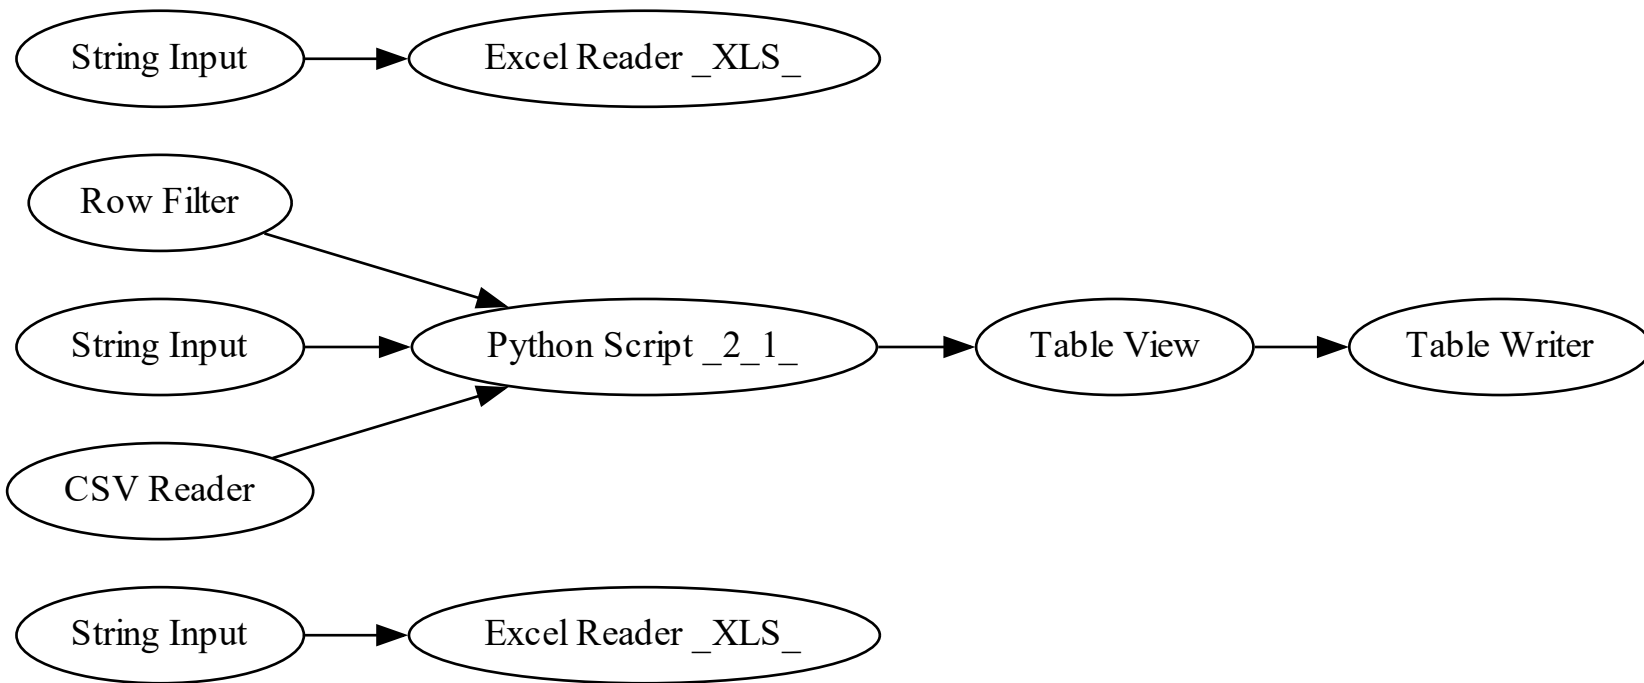 String Input
Excel Reader _XLS_
Row Filter
String Input
Python Script _2_1_
Table View
Table Writer
CSV Reader
String Input
Excel Reader _XLS_